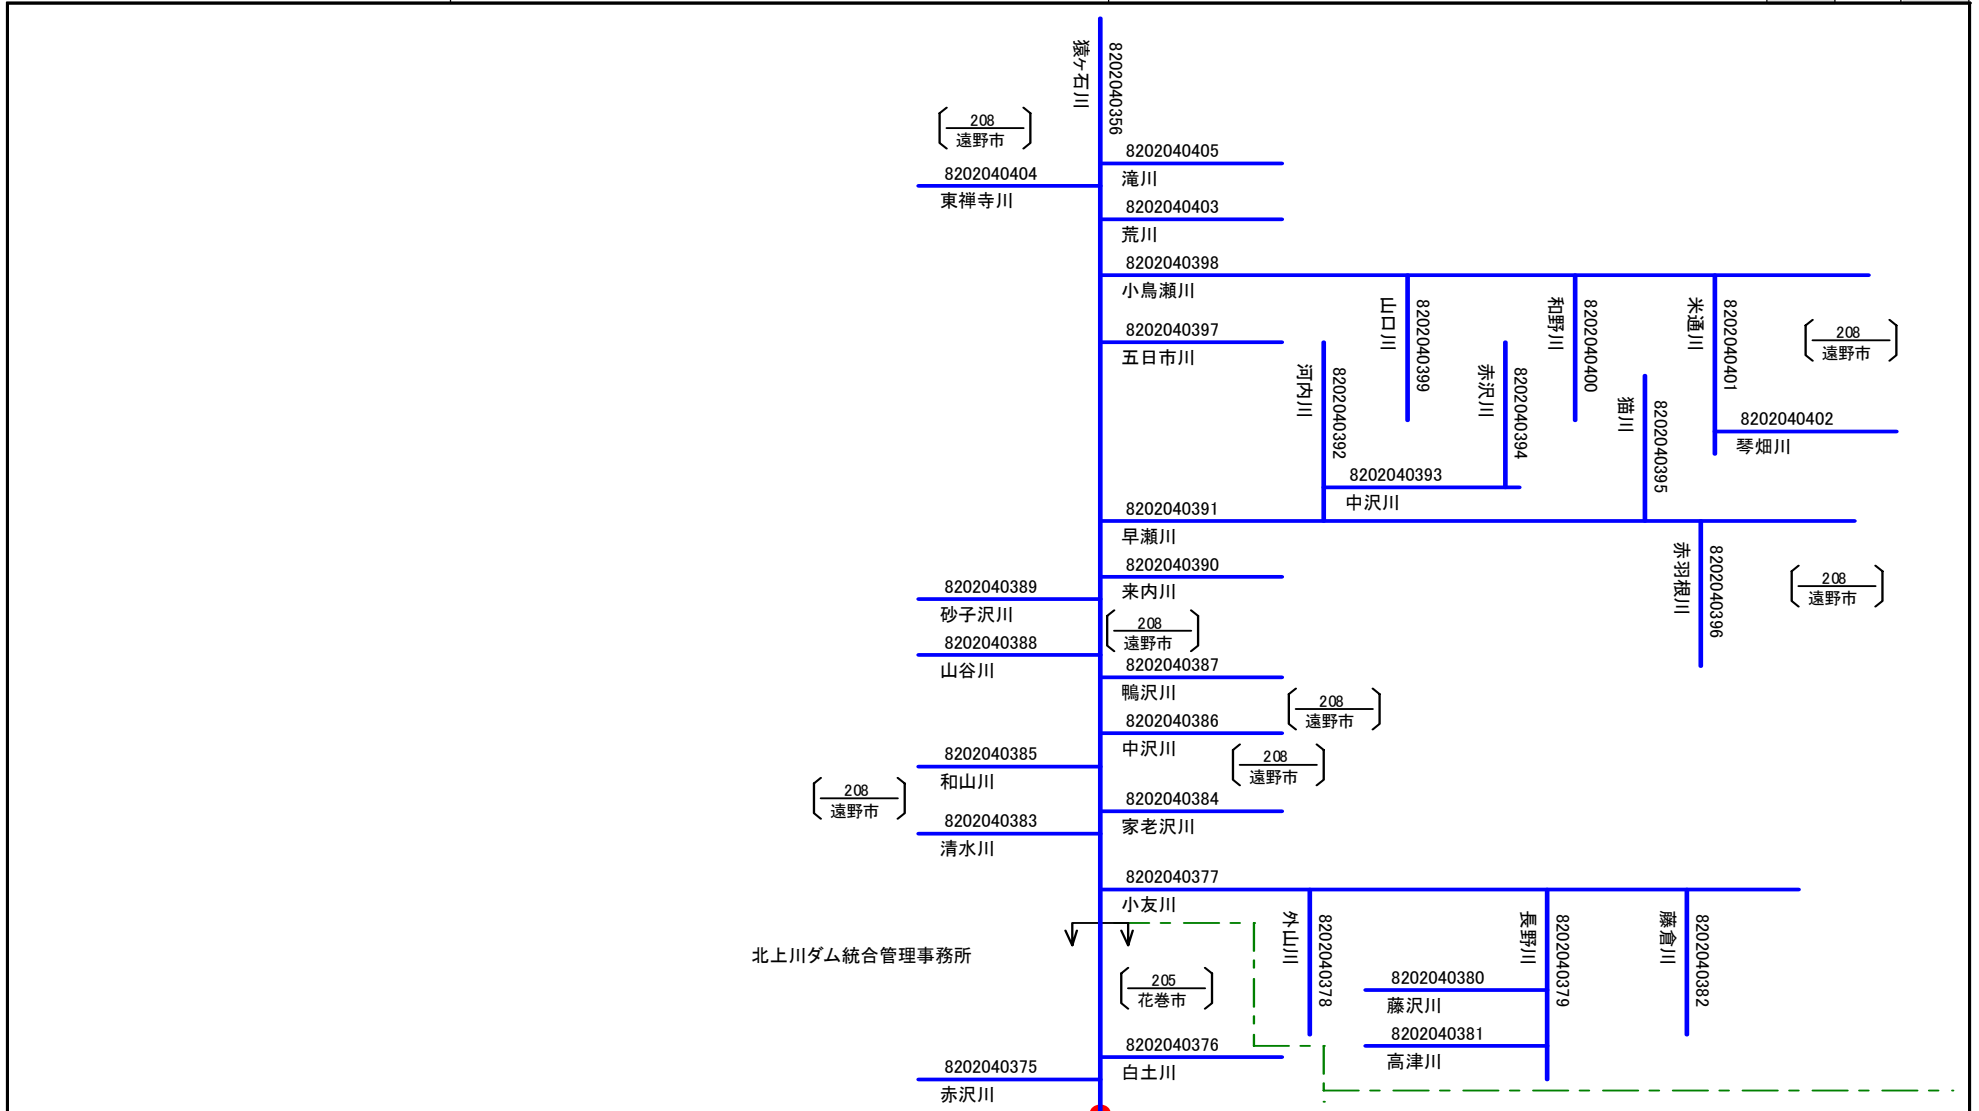 猿ヶ石川
8202040356
208
遠野市
8202040405
滝川
8202040404
東禅寺川
8202040403
荒川
8202040398
小烏瀬川
山口川
8202040399
和野川
8202040400
米通川
8202040401
208
遠野市
8202040397
五日市川
河内川
8202040392
赤沢川
8202040394
猫川
8202040395
8202040402
琴畑川
8202040393
中沢川
8202040391
早瀬川
赤羽根川
8202040396
208
遠野市
8202040390
来内川
8202040389
砂子沢川
208
遠野市
8202040388
山谷川
8202040387
鴨沢川
208
遠野市
8202040386
中沢川
208
遠野市
8202040385
和山川
208
遠野市
8202040384
家老沢川
8202040383
清水川
8202040377
小友川
外山川
8202040378
長野川
8202040379
藤倉川
8202040382
北上川ダム統合管理事務所
205
花巻市
8202040380
藤沢川
8202040381
高津川
8202040376
白土川
8202040375
赤沢川